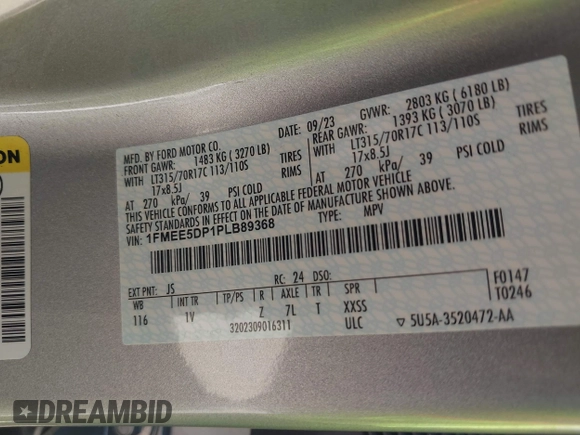 ON
MFD. BY FORD MOTOR CO.
DATE: 09/23
GVWR: 2803 KG ( 6180 LB)
FRONT GAWR: 1483 KG ( 3270 LB)
REAR GAWR: 1393 KG ( 3070 LB)
WITH LT315/70R17C 113/110S
WITH LT315/70R17C 113/110S TIRES
17x8.5J
17x8.5J RIMS
AT 270 kPa/ 39 PSI COLD
AT 270 kPa/ 39 PSI COLD
TIRES
RIMS
THIS VEHICLE CONFORMS TO ALL APPLICABLE FEDERAL MOTOR VEHICLE
SAFETY STANDARDS IN EFFECT ON THE DATE OF MANUFACTURE SHOWN ABOVE.
VIN: 1FMEE5DP1PLB89368
TYPE: MPV
EXT PNT: JS RC: 24 DSO:
F0147
T0246
WB INT TR TP/PS R AXLE TR SPR
116 1V Z 7L T XXSS
3202309016311 ULC
5U5A-3520472-AA
DREAMBID